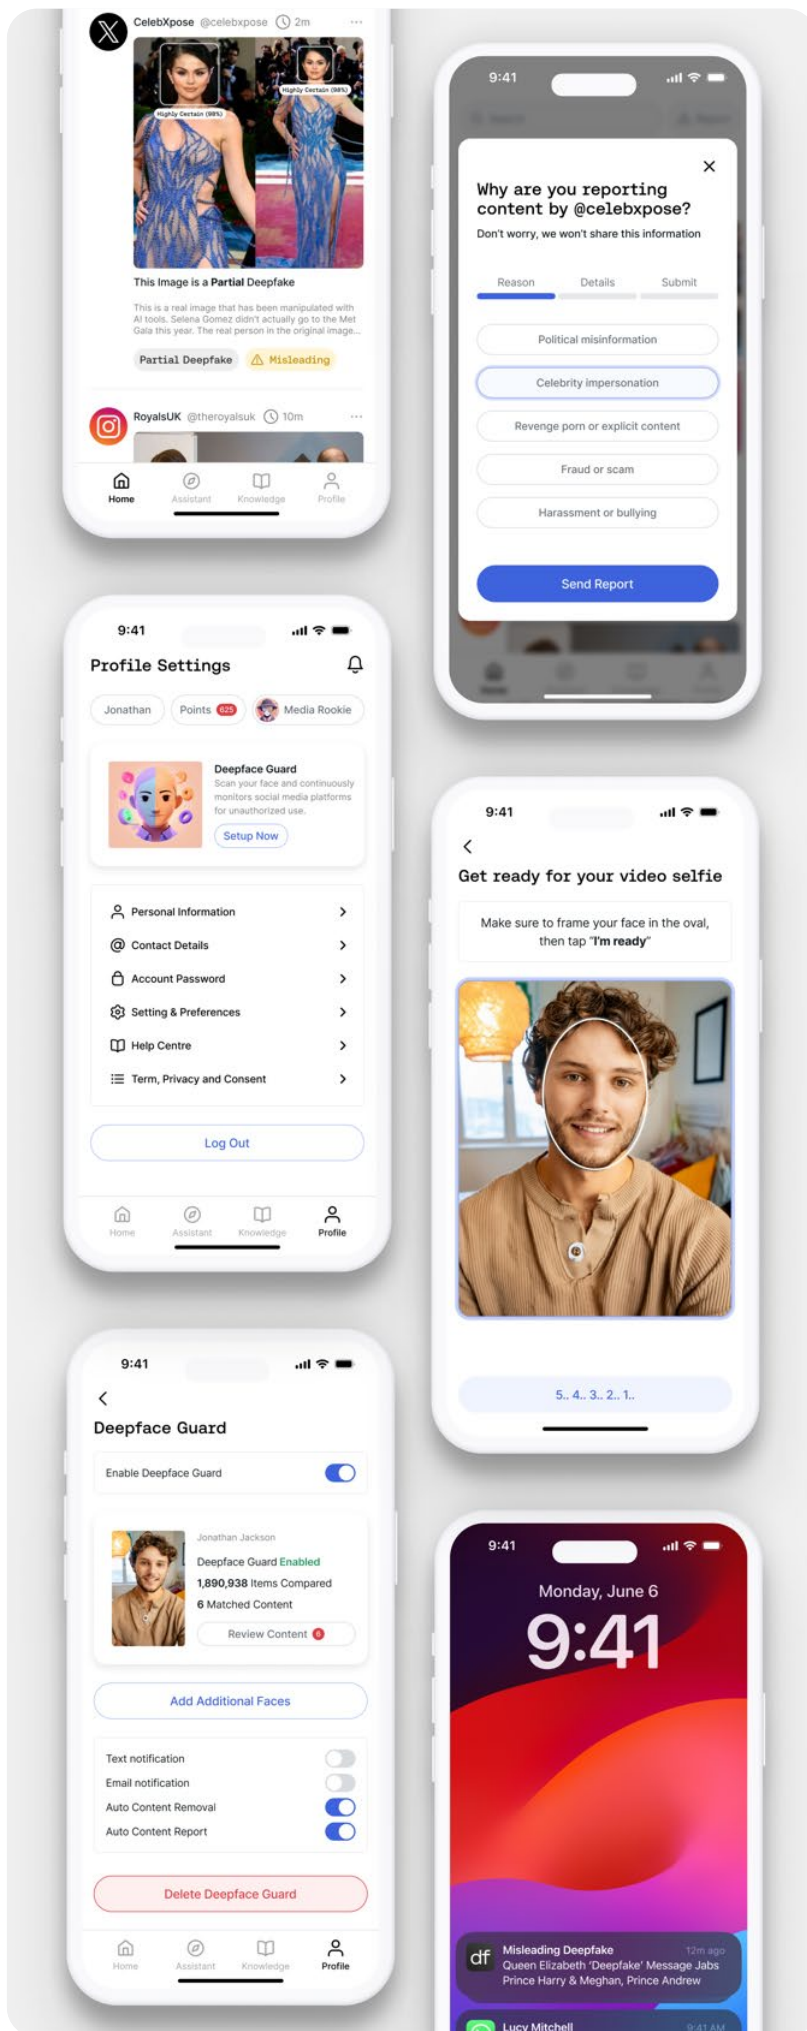 CelebXpose @celebxpose 2m
Highly Certain (98%)
Highly Certain (98%)
This Image is a Partial Deepfake
This is a real image that has been manipulated with
AI tools. Selena Gomez didn't actually go to the Met
Gala this year. The real person in the original image...
Partial Deepfake
Misleading
RoyalsUK @theroyalsuk 10m
Home
Assistant
Knowledge
Profile
9:41
Search
Report
Why are you reporting
content by @celebxpose?
Don't worry, we won't share this information
Reason
Details
Submit
Political misinformation
Celebrity impersonation
Revenge porn or explicit content
Fraud or scam
Harassment or bullying
Send Report
9:41
Profile Settings
Jonathan
Points 625
Media Rookie
Deepface Guard
Scan your face and continuously
monitors social media platforms
for unauthorized use.
Setup Now
Personal Information
Contact Details
Account Password
Setting & Preferences
Help Centre
Term, Privacy and Consent
Log Out
Home
Assistant
Knowledge
Profile
9:41
Get ready for your video selfie
Make sure to frame your face in the oval,
then tap "I'm ready"
5.. 4.. 3.. 2.. 1..
9:41
Deepface Guard
Enable Deepface Guard
Jonathan Jackson
Deepface Guard Enabled
1,890,938 Items Compared
6 Matched Content
Review Content 6
Add Additional Faces
Text notification
Email notification
Auto Content Removal
Auto Content Report
Delete Deepface Guard
Home
Assistant
Knowledge
Profile
9:41
Monday, June 6
9:41
df
Misleading Deepfake 12m ago
Queen Elizabeth 'Deepfake' Message Jabs
Prince Harry & Meghan, Prince Andrew
Lucy Mitchell 9:41 AM